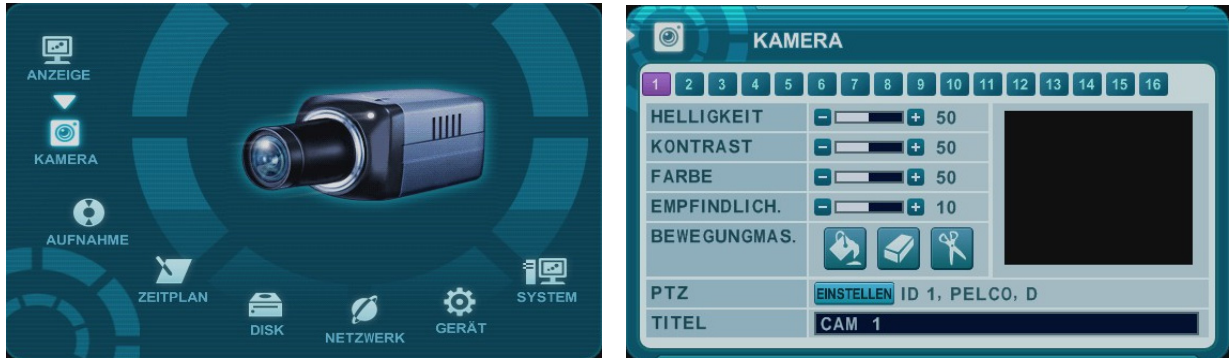 ANZEIGE
KAMERA
AUFNAHME
ZEITPLAN
DISK
NETZWERK
GERÄT
SYSTEM
KAMERA
1 2 3 4 5 6 7 8 9 10 11 12 13 14 15 16
HELLIGKEIT - + 50
KONTRAST - + 50
FARBE - + 50
EMPFINDLICH. - + 10
BEWEGUNGMAS.
PTZ EINSTELLEN ID 1, PELCO, D
TITEL CAM 1